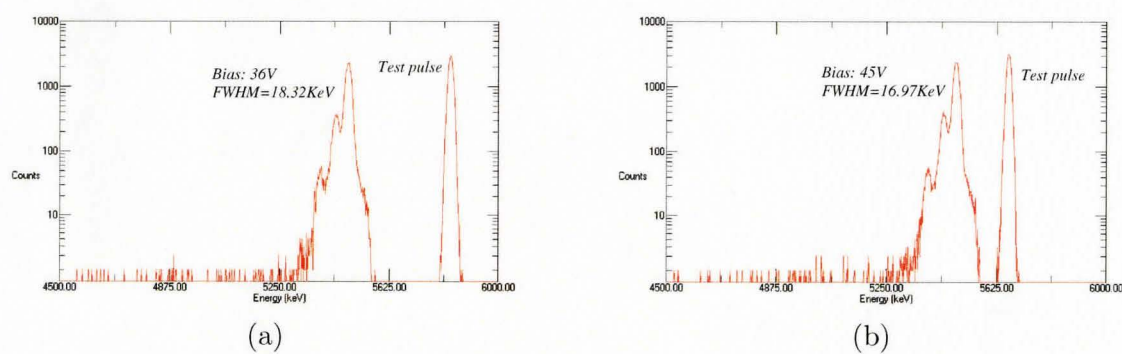 10000
1000
100
10
Counts
Bias: 36V
FWHM=18.32KeV
Test pulse
4500.00
4875.00
5250.00
5625.00
6000.00
Energy (keV)
(a)
10000
1000
100
10
Counts
Bias: 45V
FWHM=16.97KeV
Test pulse
4500.00
4875.00
5250.00
5625.00
6000.00
Energy (keV)
(b)